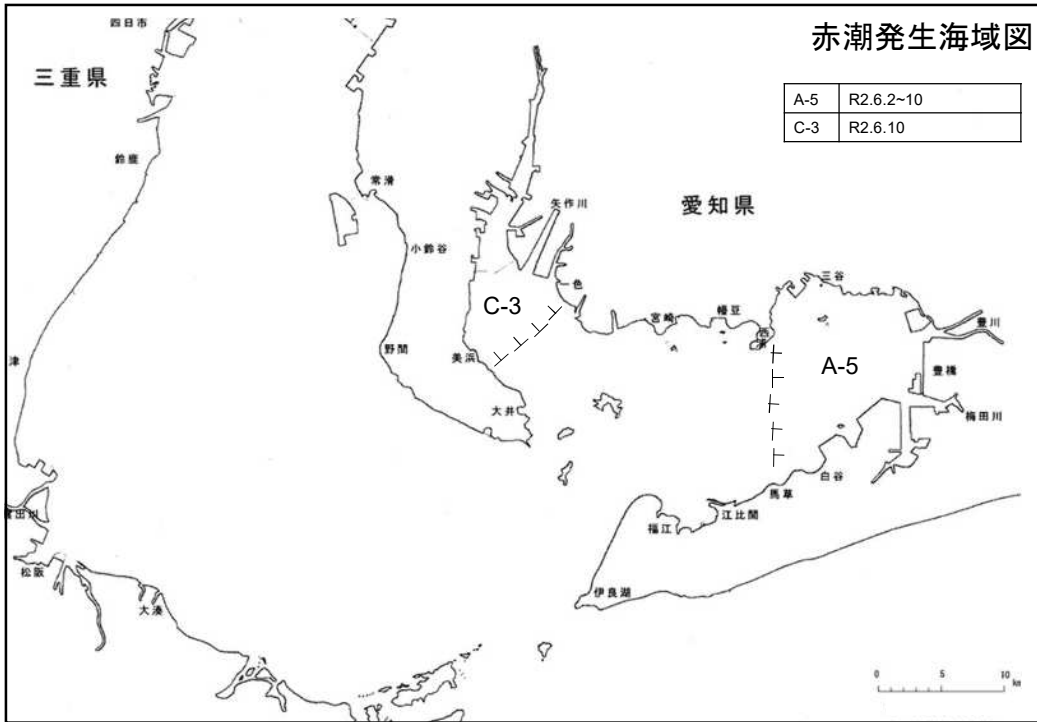 赤潮発生海域図
A-5 R2.6.2~10
C-3 R2.6.10
四日市
三重県
鈴鹿
常滑
矢作川
愛知県
小鈴谷
三谷
一色
C-3
宮崎
幡豆
西浦
豊川
津
野間
美浜
A-5
豊橋
大井
梅田川
白谷
馬草
江比間
福江
松阪
大湊
伊良湖
0 5 10
km